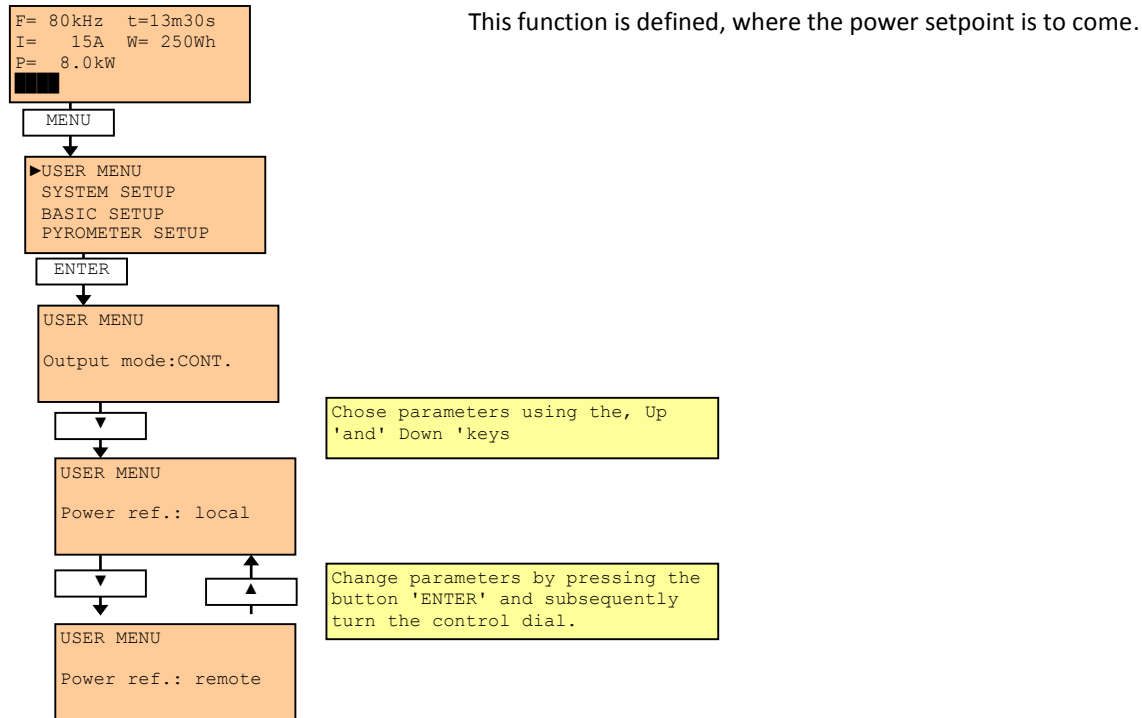 F= 80kHz t=13m30s
I= 15A W= 250Wh
P= 8.0kW
This function is defined, where the power setpoint is to come.
MENU
►USER MENU
SYSTEM SETUP
BASIC SETUP
PYROMETER SETUP
ENTER
USER MENU
Output mode:CONT.
▼
Chose parameters using the, Up
'and' Down 'keys
USER MENU
Power ref.: local
▼
▲
Change parameters by pressing the
button 'ENTER' and subsequently
turn the control dial.
USER MENU
Power ref.: remote